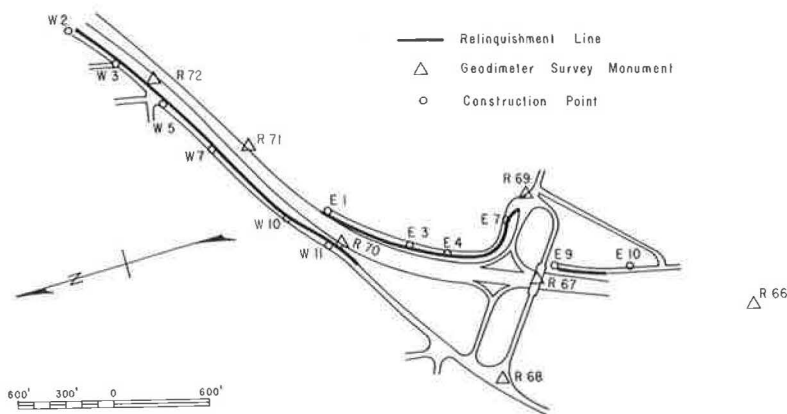 W 2
W 3
R 72
W 5
R 71
W 7
E 1
W 10
W 11
R 70
E 3
E 4
E 7
R 69
E 9
E 10
R 67
R 66
R 68
Relinquishment Line
Geodimeter Survey Monument
Construction Point
N
600' 300' 0 600'